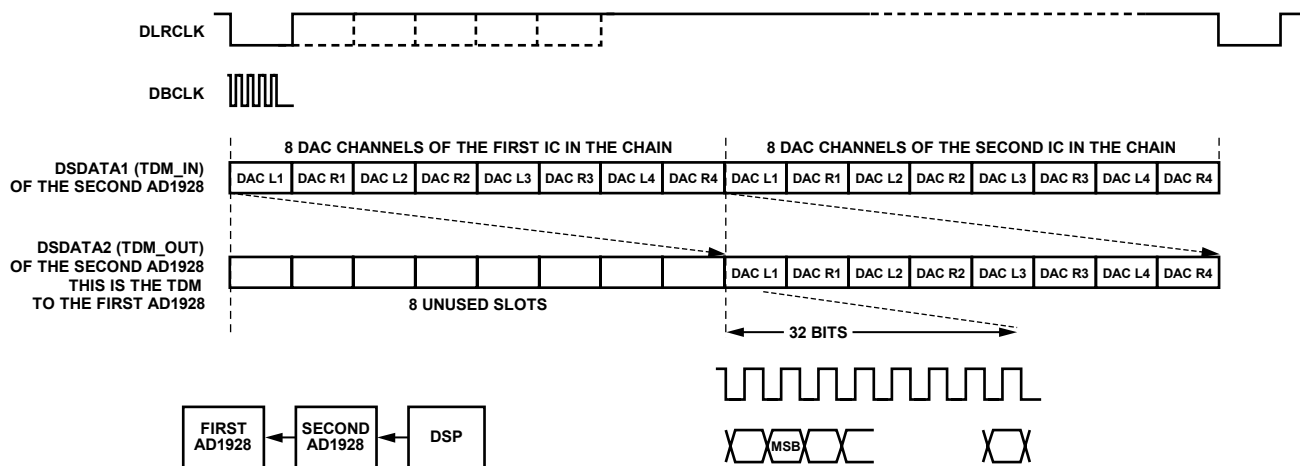 DLRCLK
DBCLK
8 DAC CHANNELS OF THE FIRST IC IN THE CHAIN
8 DAC CHANNELS OF THE SECOND IC IN THE CHAIN
DSDATA1 (TDM_IN)
OF THE SECOND AD1928
DAC L1 DAC R1 DAC L2 DAC R2 DAC L3 DAC R3 DAC L4 DAC R4 DAC L1 DAC R1 DAC L2 DAC R2 DAC L3 DAC R3 DAC L4 DAC R4
DSDATA2 (TDM_OUT)
OF THE SECOND AD1928
THIS IS THE TDM
TO THE FIRST AD1928
DAC L1 DAC R1 DAC L2 DAC R2 DAC L3 DAC R3 DAC L4 DAC R4
8 UNUSED SLOTS
32 BITS
FIRST
AD1928
SECOND
AD1928
DSP
MSB